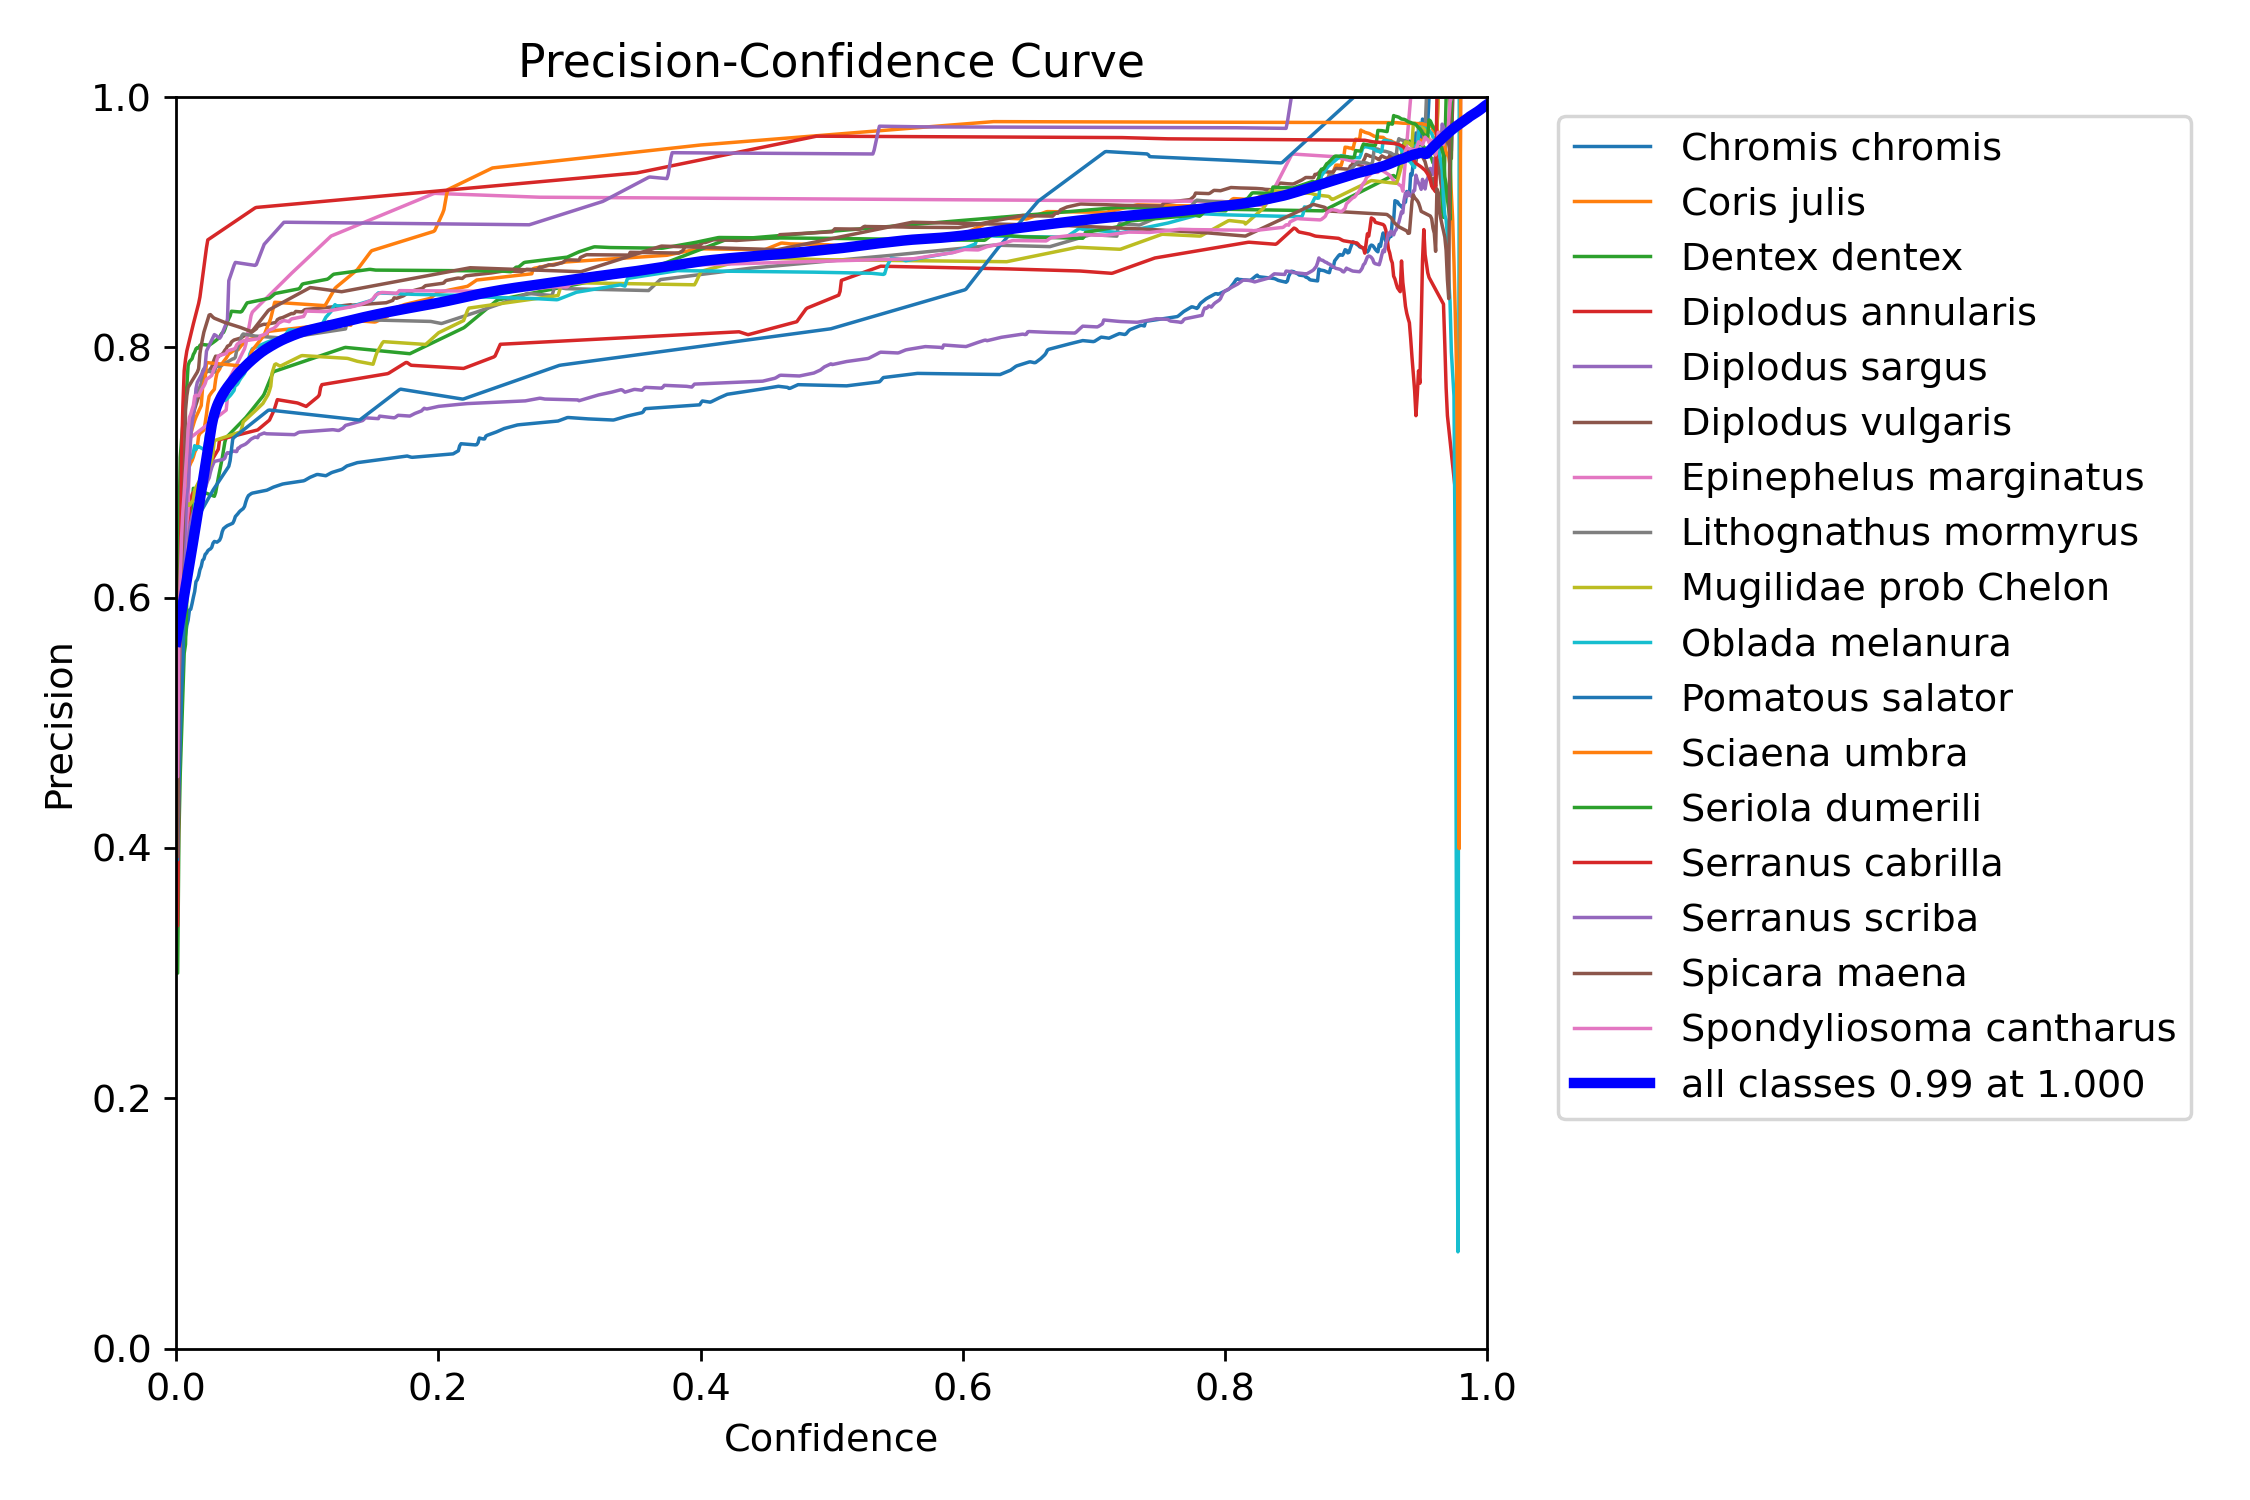 Precision-Confidence Curve
1.0
0.8
0.6
0.4
0.2
0.0
Precision
0.0 0.2 0.4 0.6 0.8 1.0
Confidence
Chromis chromis
Coris julis
Dentex dentex
Diplodus annularis
Diplodus sargus
Diplodus vulgaris
Epinephelus marginatus
Lithognathus mormyrus
Mugilidae prob Chelon
Oblada melanura
Pomatous salator
Sciaena umbra
Seriola dumerili
Serranus cabrilla
Serranus scriba
Spicara maena
Spondyliosoma cantharus
all classes 0.99 at 1.000